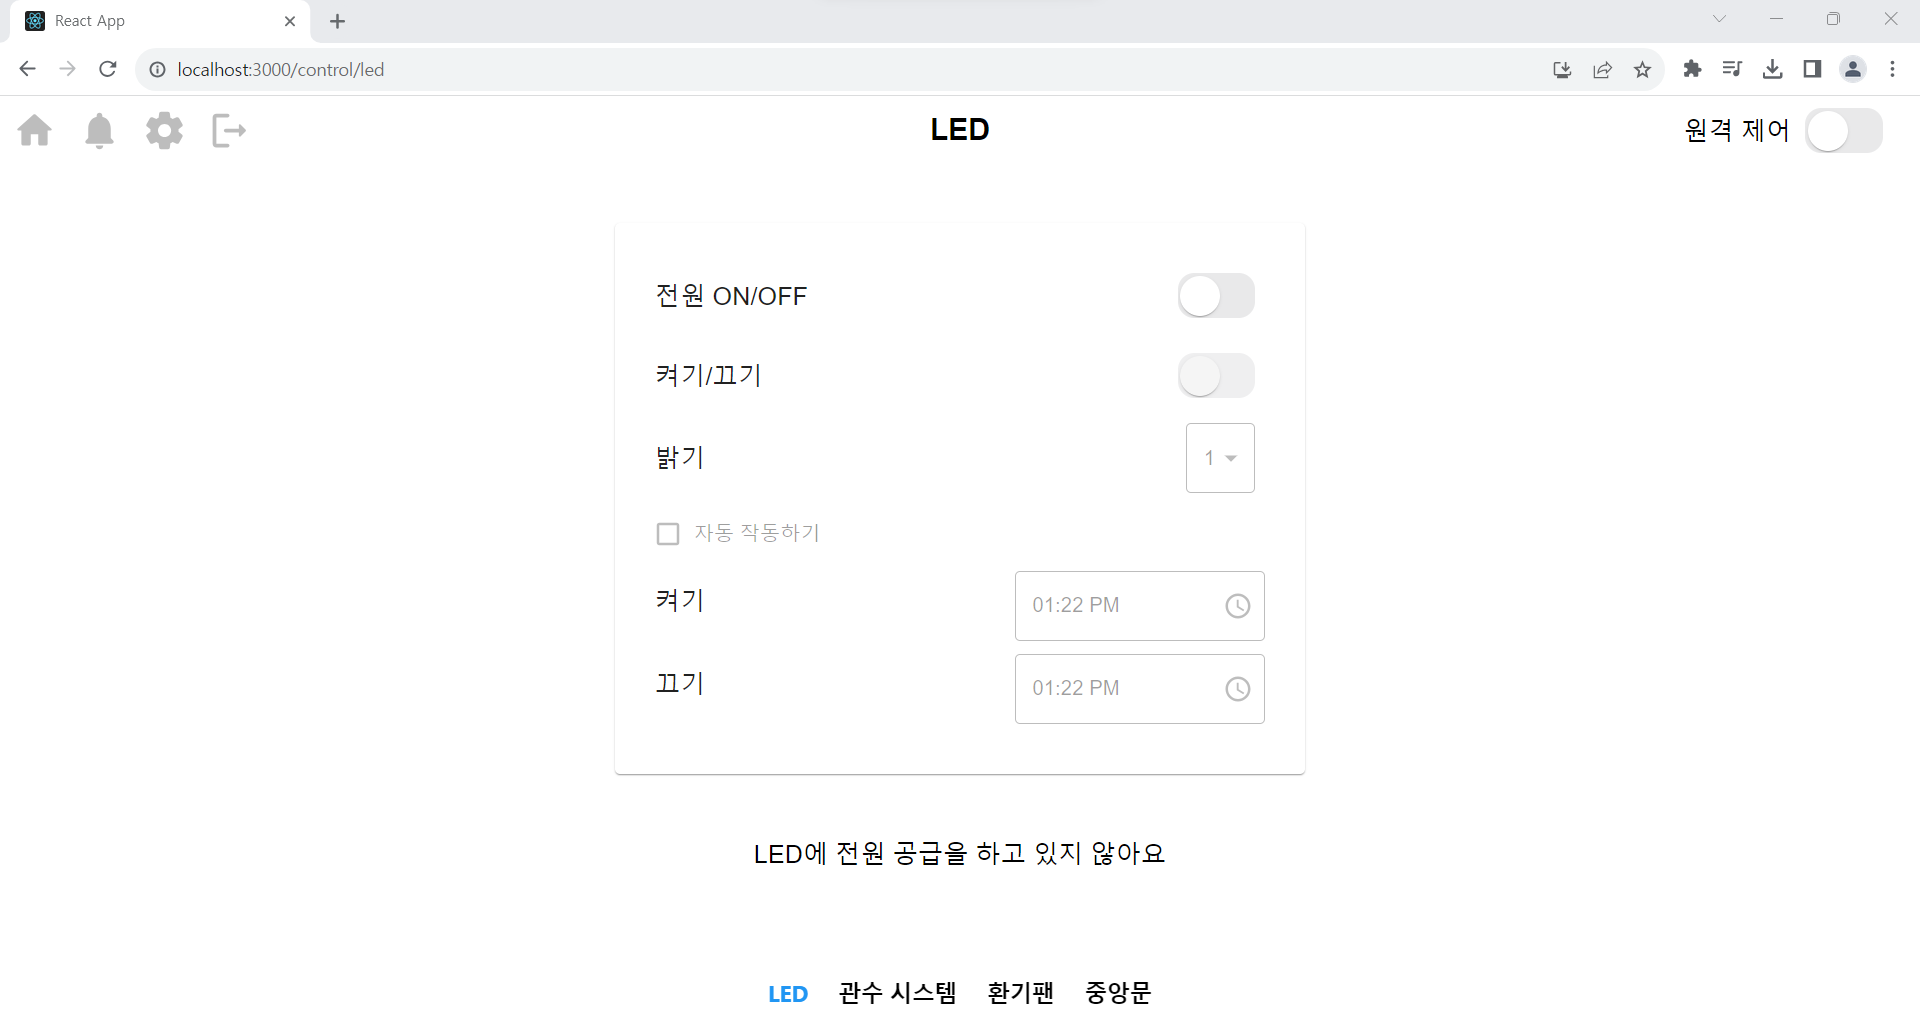 React App
localhost:3000/control/led
LED
원격 제어
전원 ON/OFF
켜기/끄기
밝기
1
자동 작동하기
켜기
01:22 PM
끄기
01:22 PM
LED에 전원 공급을 하고 있지 않아요
LED 관수 시스템 환기팬 중앙문